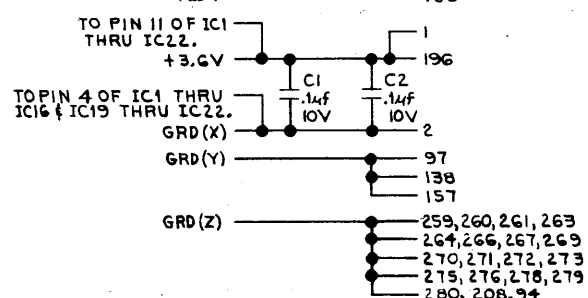 TO PIN 11 OF IC1
THRU IC22.
1
+3.6V
196
C1
.1µf
10V
C2
.1µf
10V
TO PIN 4 OF IC1 THRU
IC16 & IC19 THRU IC22.
GRD(X)
2
GRD(Y)
97
138
157
GRD(Z)
259,260,261,263
264,266,267,269
270,271,272,273
275,276,278,279
280,208,94